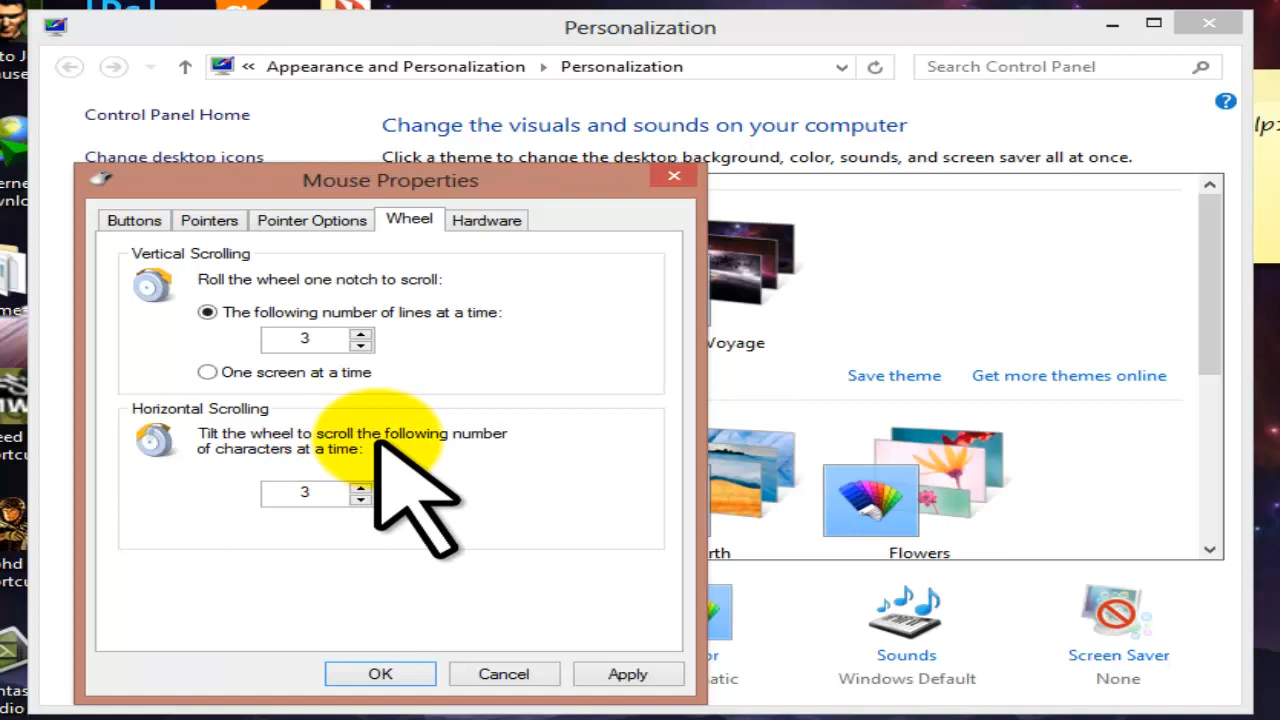 Personalization
« Appearance and Personalization Personalization
Search Control Panel
Control Panel Home
Change desktop icons
Change the visuals and sounds on your computer
Click a theme to change the desktop background, color, sounds, and screen saver all at once.
Mouse Properties
Buttons Pointers Pointer Options Wheel Hardware
Vertical Scrolling
Roll the wheel one notch to scroll:
The following number of lines at a time:
3
One screen at a time
Horizontal Scrolling
Tilt the wheel to scroll the following number
of characters at a time:
3
OK Cancel Apply
Voyage
Save theme Get more themes online
Flowers
Sounds
Windows Default
Screen Saver
None